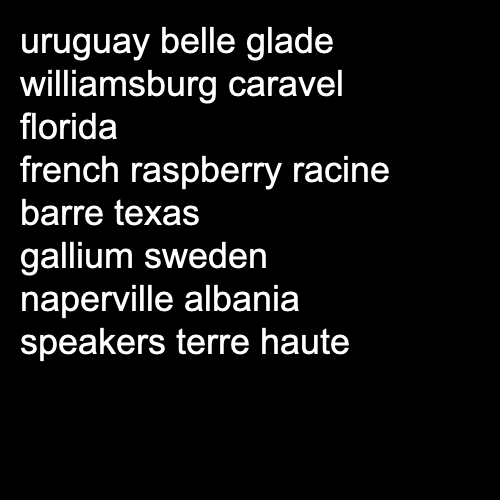 uruguay belle glade
williamsburg caravel
florida
french raspberry racine
barre texas
gallium sweden
naperville albania
speakers terre haute